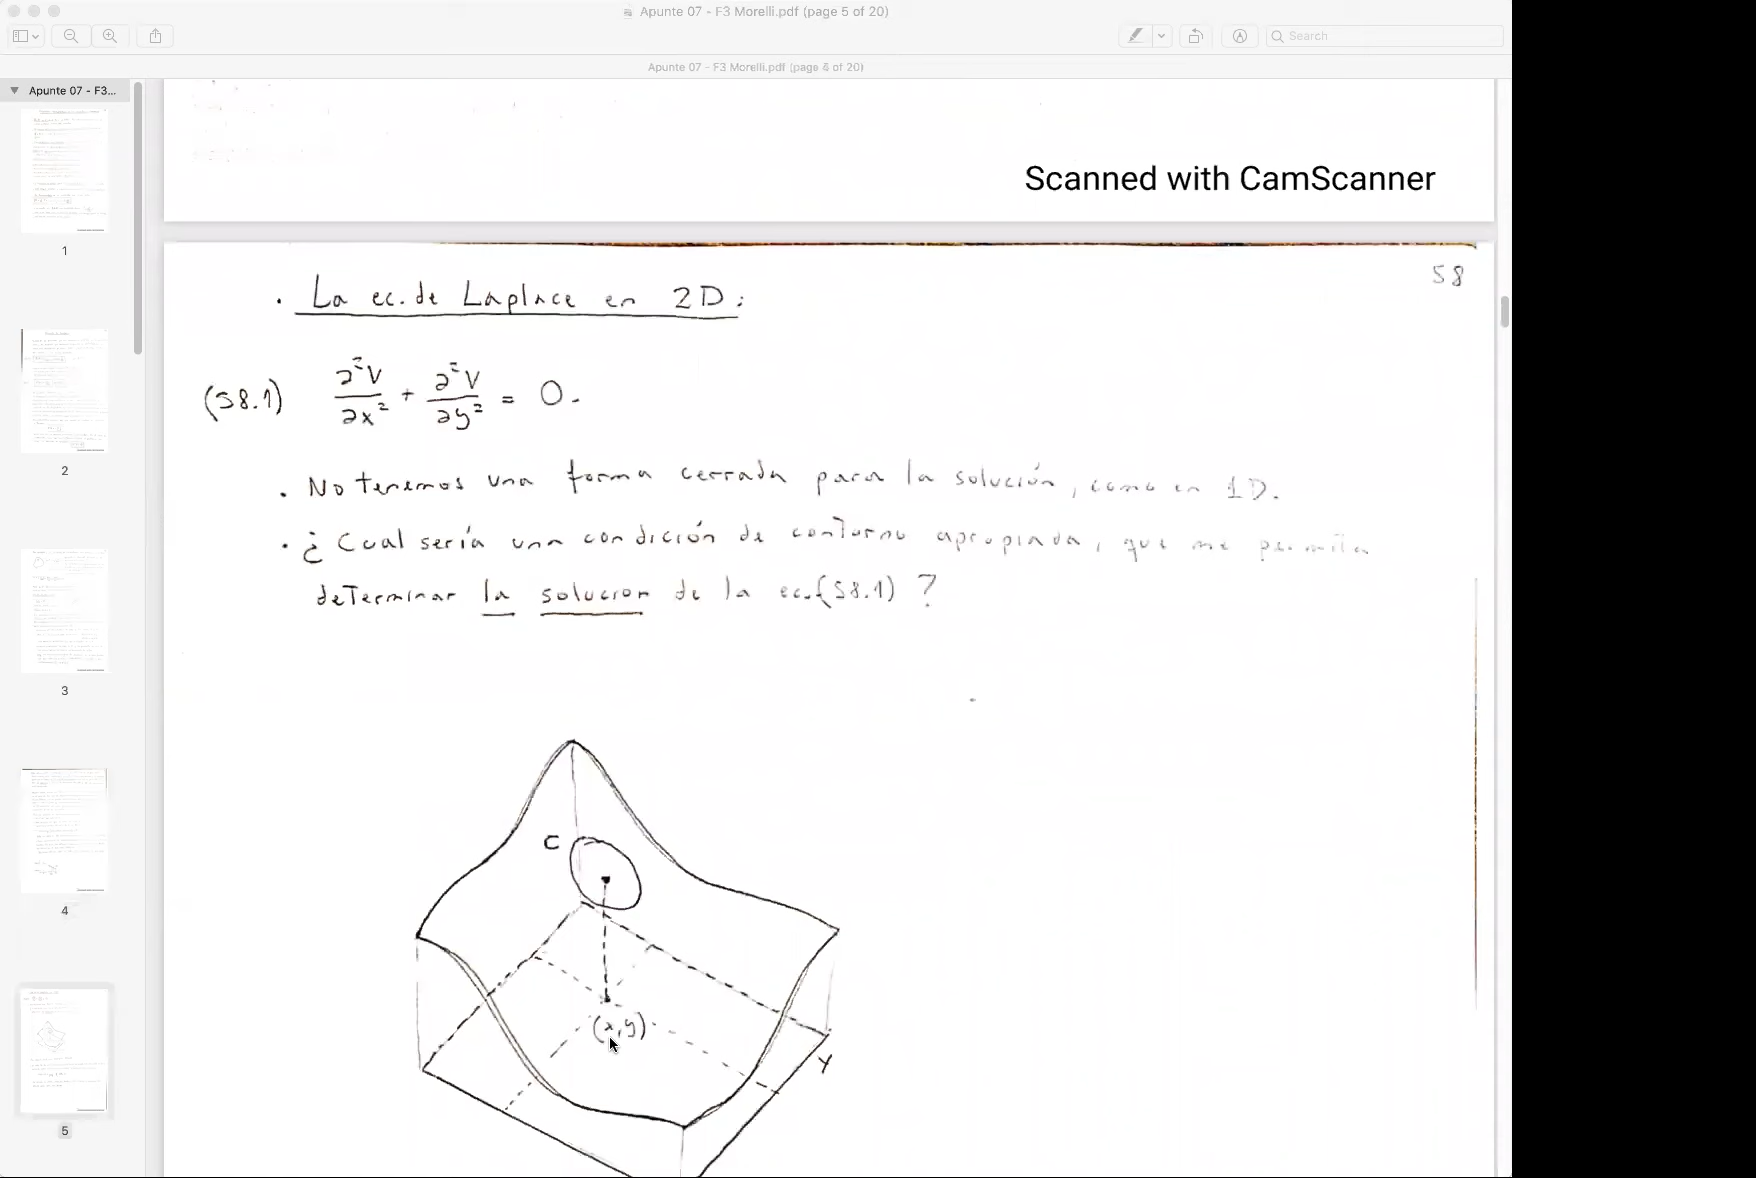 Apunte 07 - F3 Morelli.pdf (page 5 of 20)
Search
Apunte 07 - F3 Morelli.pdf (page 4 of 20)
Apunte 07 - F3...
1
2
3
4
5
Scanned with CamScanner
58
· La ec. de Laplace en 2D:
(58.1) ∂²V/∂x² + ∂²V/∂y² = 0.
· No tenemos una forma cerrada para la solución, como en 1D.
· ¿Cual sería una condición de contorno apropiada, que me permita
determinar la solucion de la ec.(58.1)?
C
(x,y)
Y